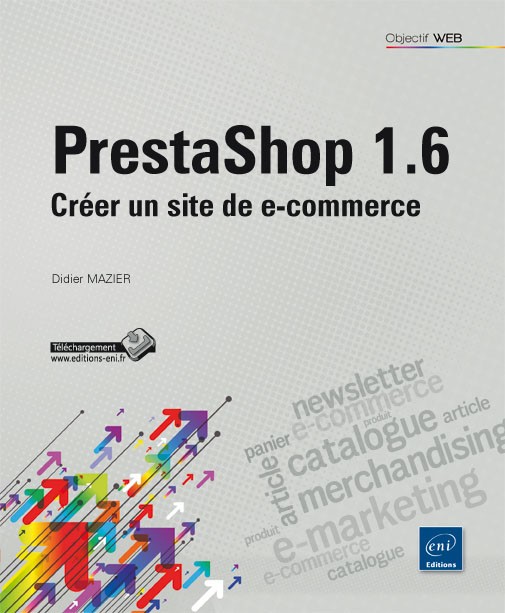 Objectif WEB
PrestaShop 1.6
Créer un site de e-commerce
Didier MAZIER
Téléchargement
www.editions-eni.fr
newsletter
e-commerce
produit
panier
catalogue
article
article
merchandising
e-marketing
produit
e-commerce
catalogue
eni
Editions